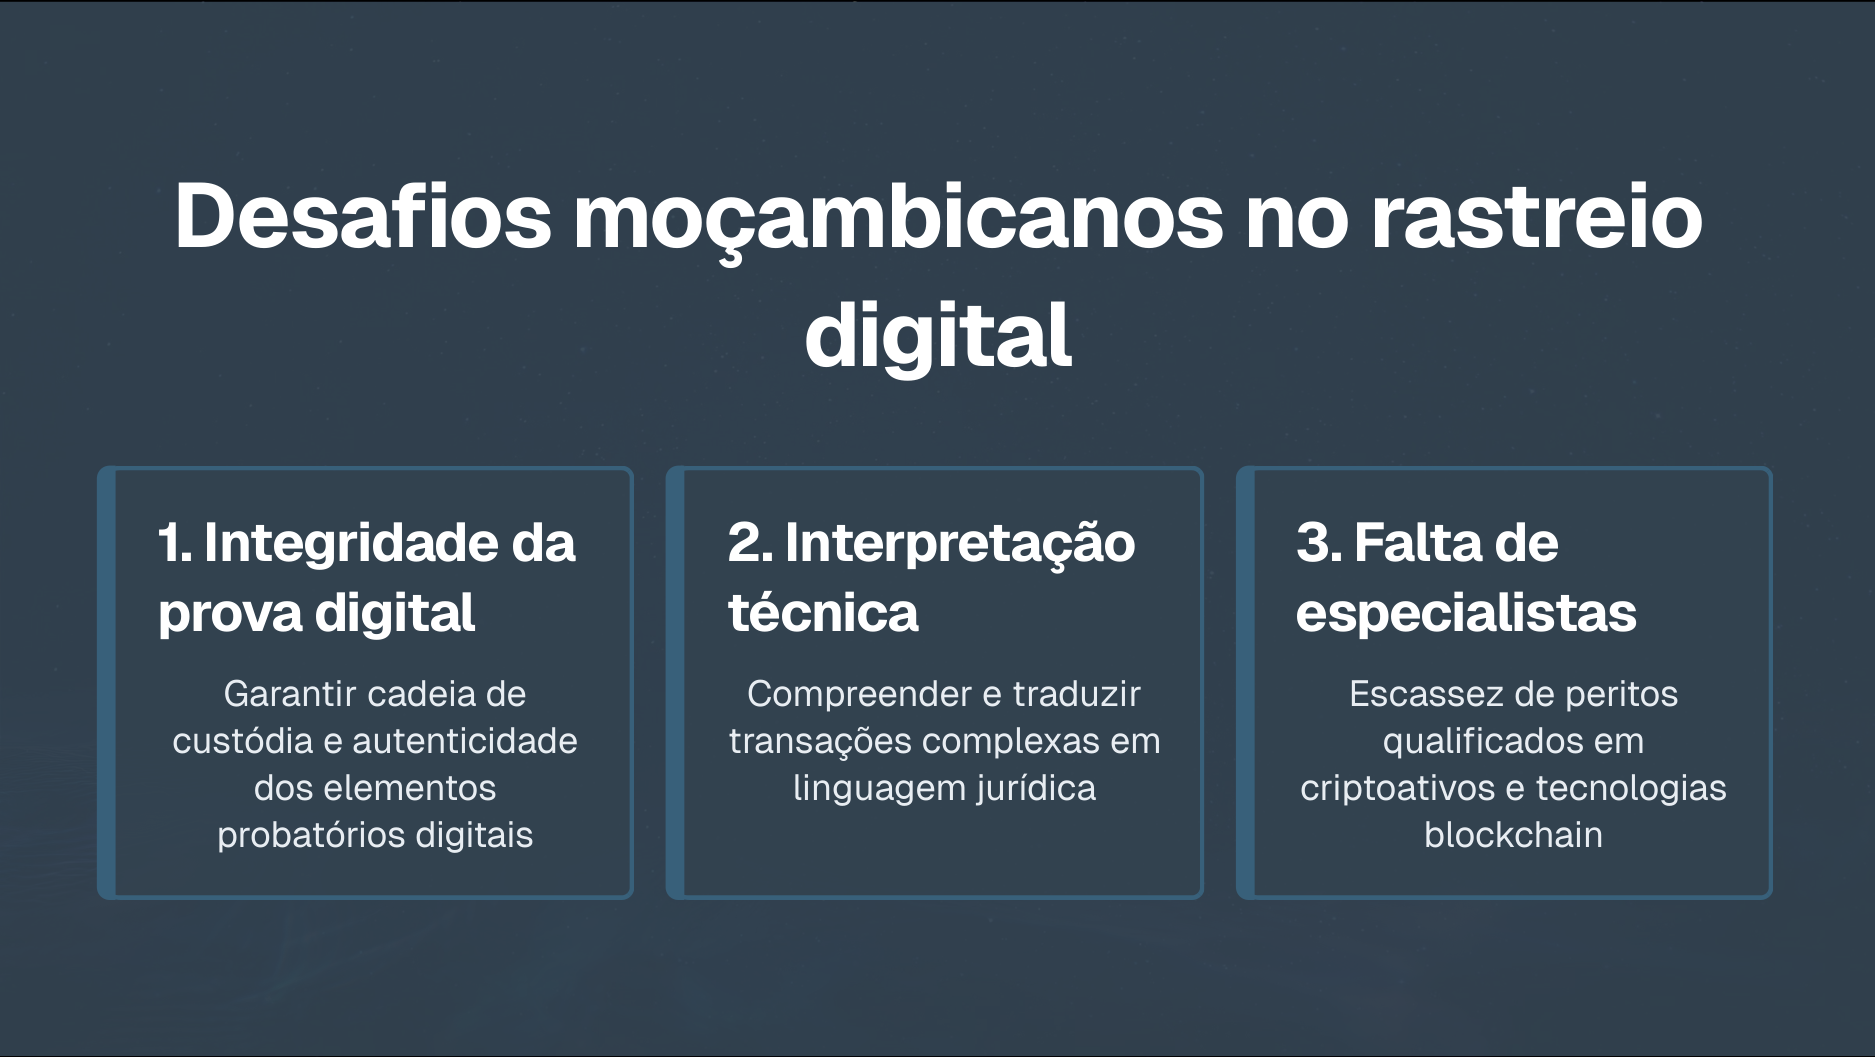 Desafios moçambicanos no rastreio
digital
1. Integridade da
prova digital
Garantir cadeia de
custódia e autenticidade
dos elementos
probatórios digitais
2. Interpretação
técnica
Compreender e traduzir
transações complexas em
linguagem jurídica
3. Falta de
especialistas
Escassez de peritos
qualificados em
criptoativos e tecnologias
blockchain